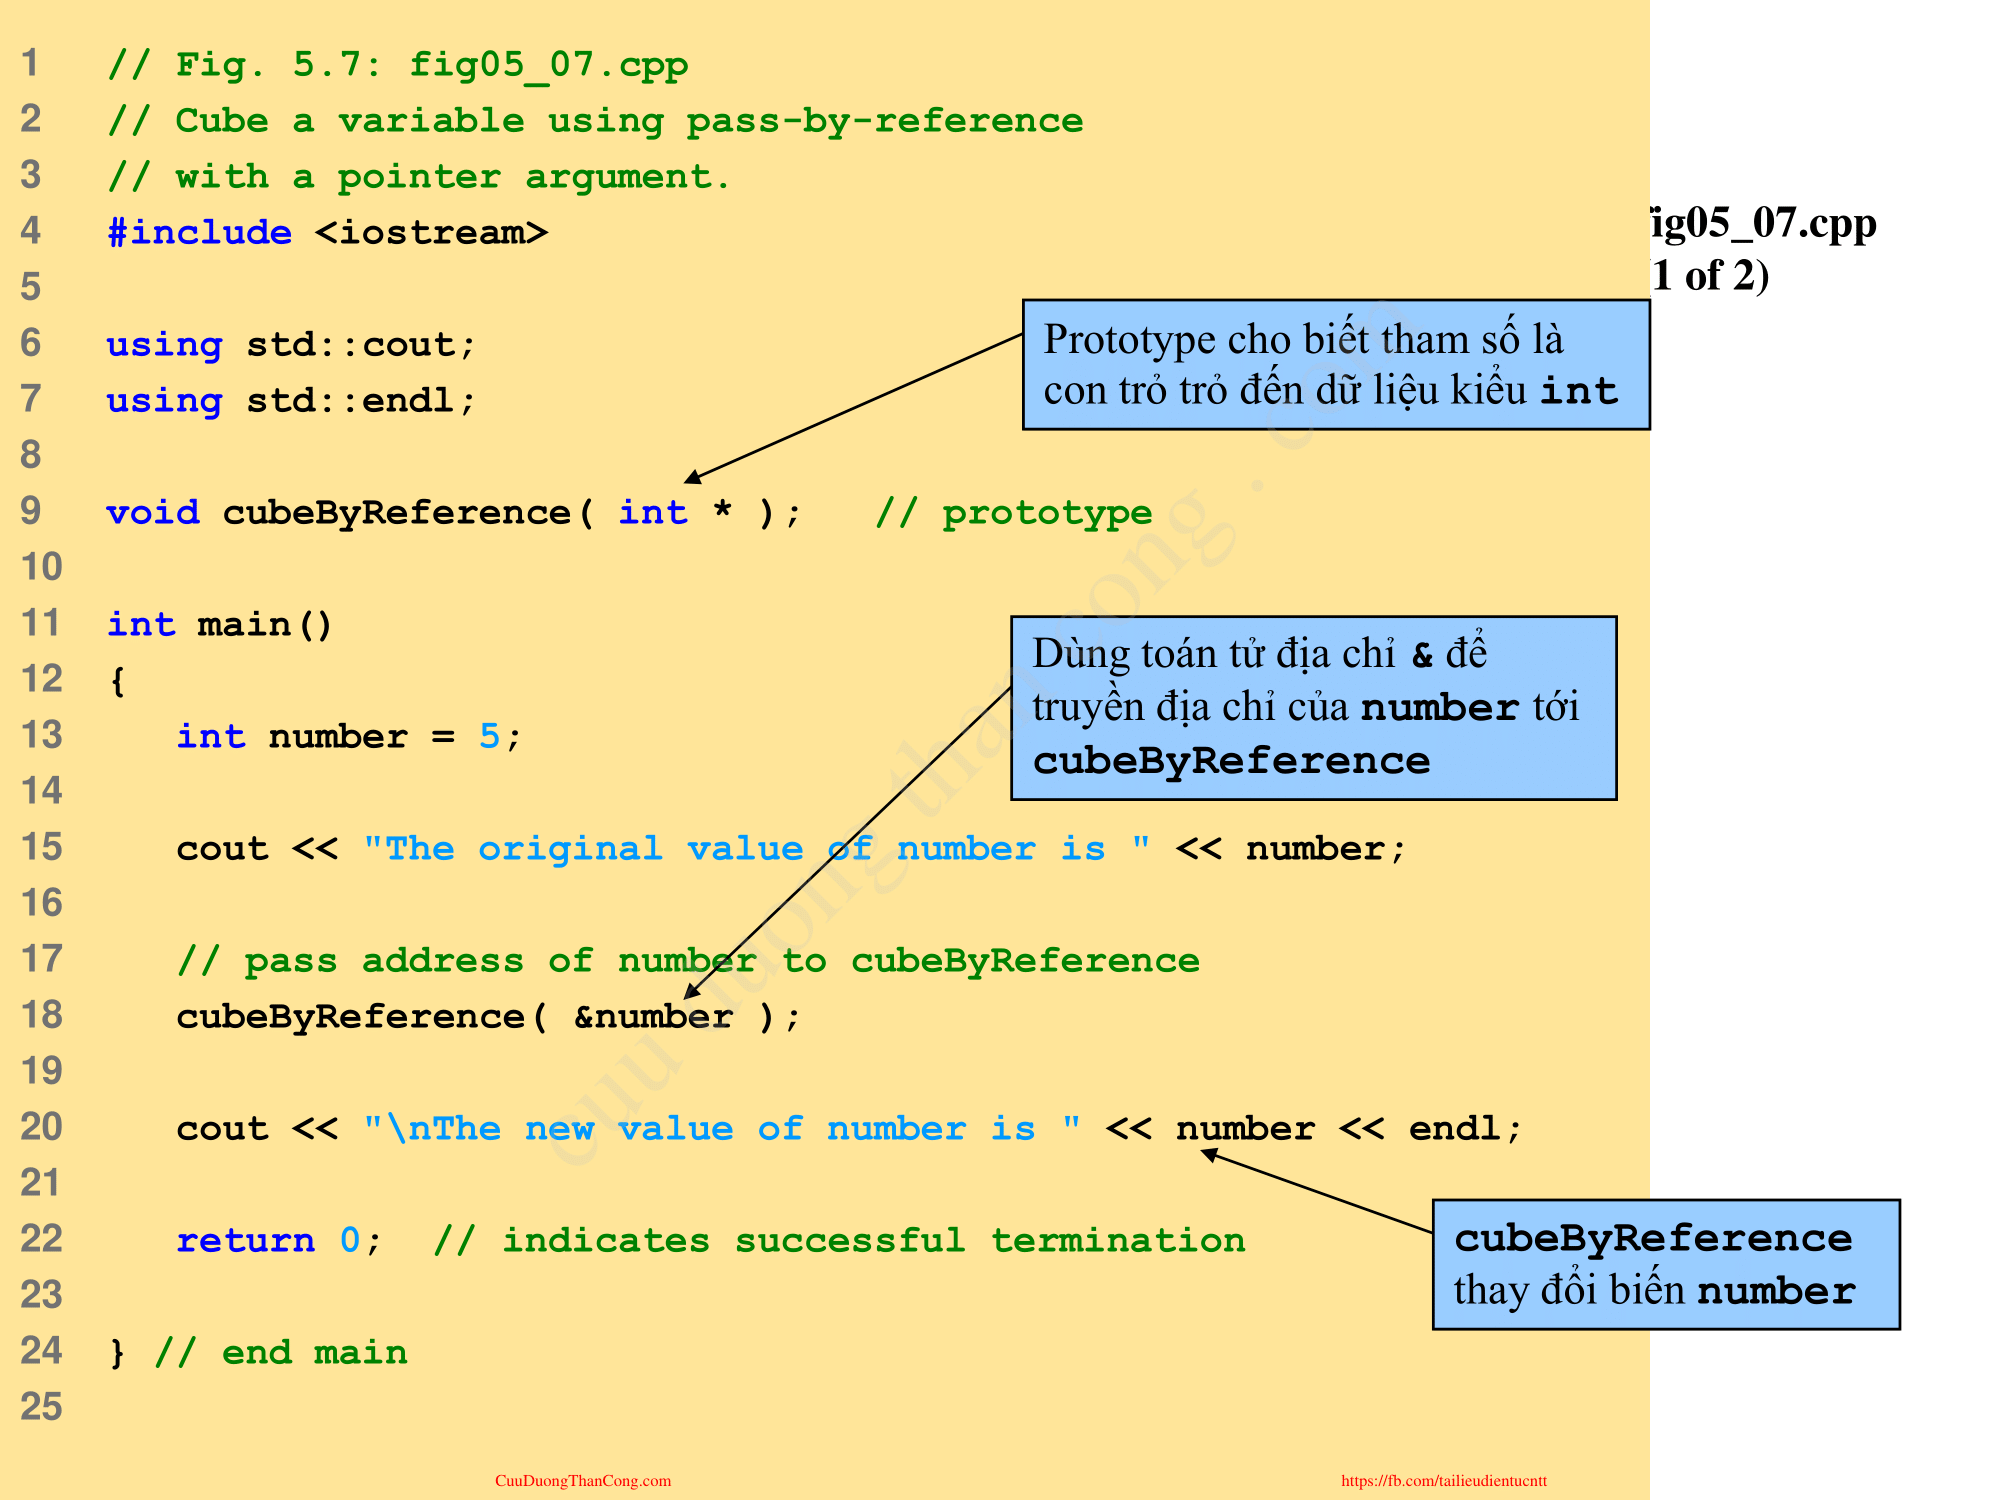 1 // Fig. 5.7: fig05_07.cpp
2 // Cube a variable using pass-by-reference
3 // with a pointer argument.
4 #include <iostream>
5
6 using std::cout;
7 using std::endl;
8
9 void cubeByReference( int * ); // prototype
10
11 int main()
12 {
13 int number = 5;
14
15 cout << "The original value of number is " << number;
16
17 // pass address of number to cubeByReference
18 cubeByReference( &number );
19
20 cout << "\nThe new value of number is " << number << endl;
21
22 return 0; // indicates successful termination
23
24 } // end main
25
ig05_07.cpp
1 of 2)
Prototype cho biết tham số là
con trỏ trỏ đến dữ liệu kiểu int
Dùng toán tử địa chỉ & để
truyền địa chỉ của number tới
cubeByReference
cubeByReference
thay đổi biến number
cuu duong than cong . com
CuuDuongThanCong.com
https://fb.com/tailieudientucntt